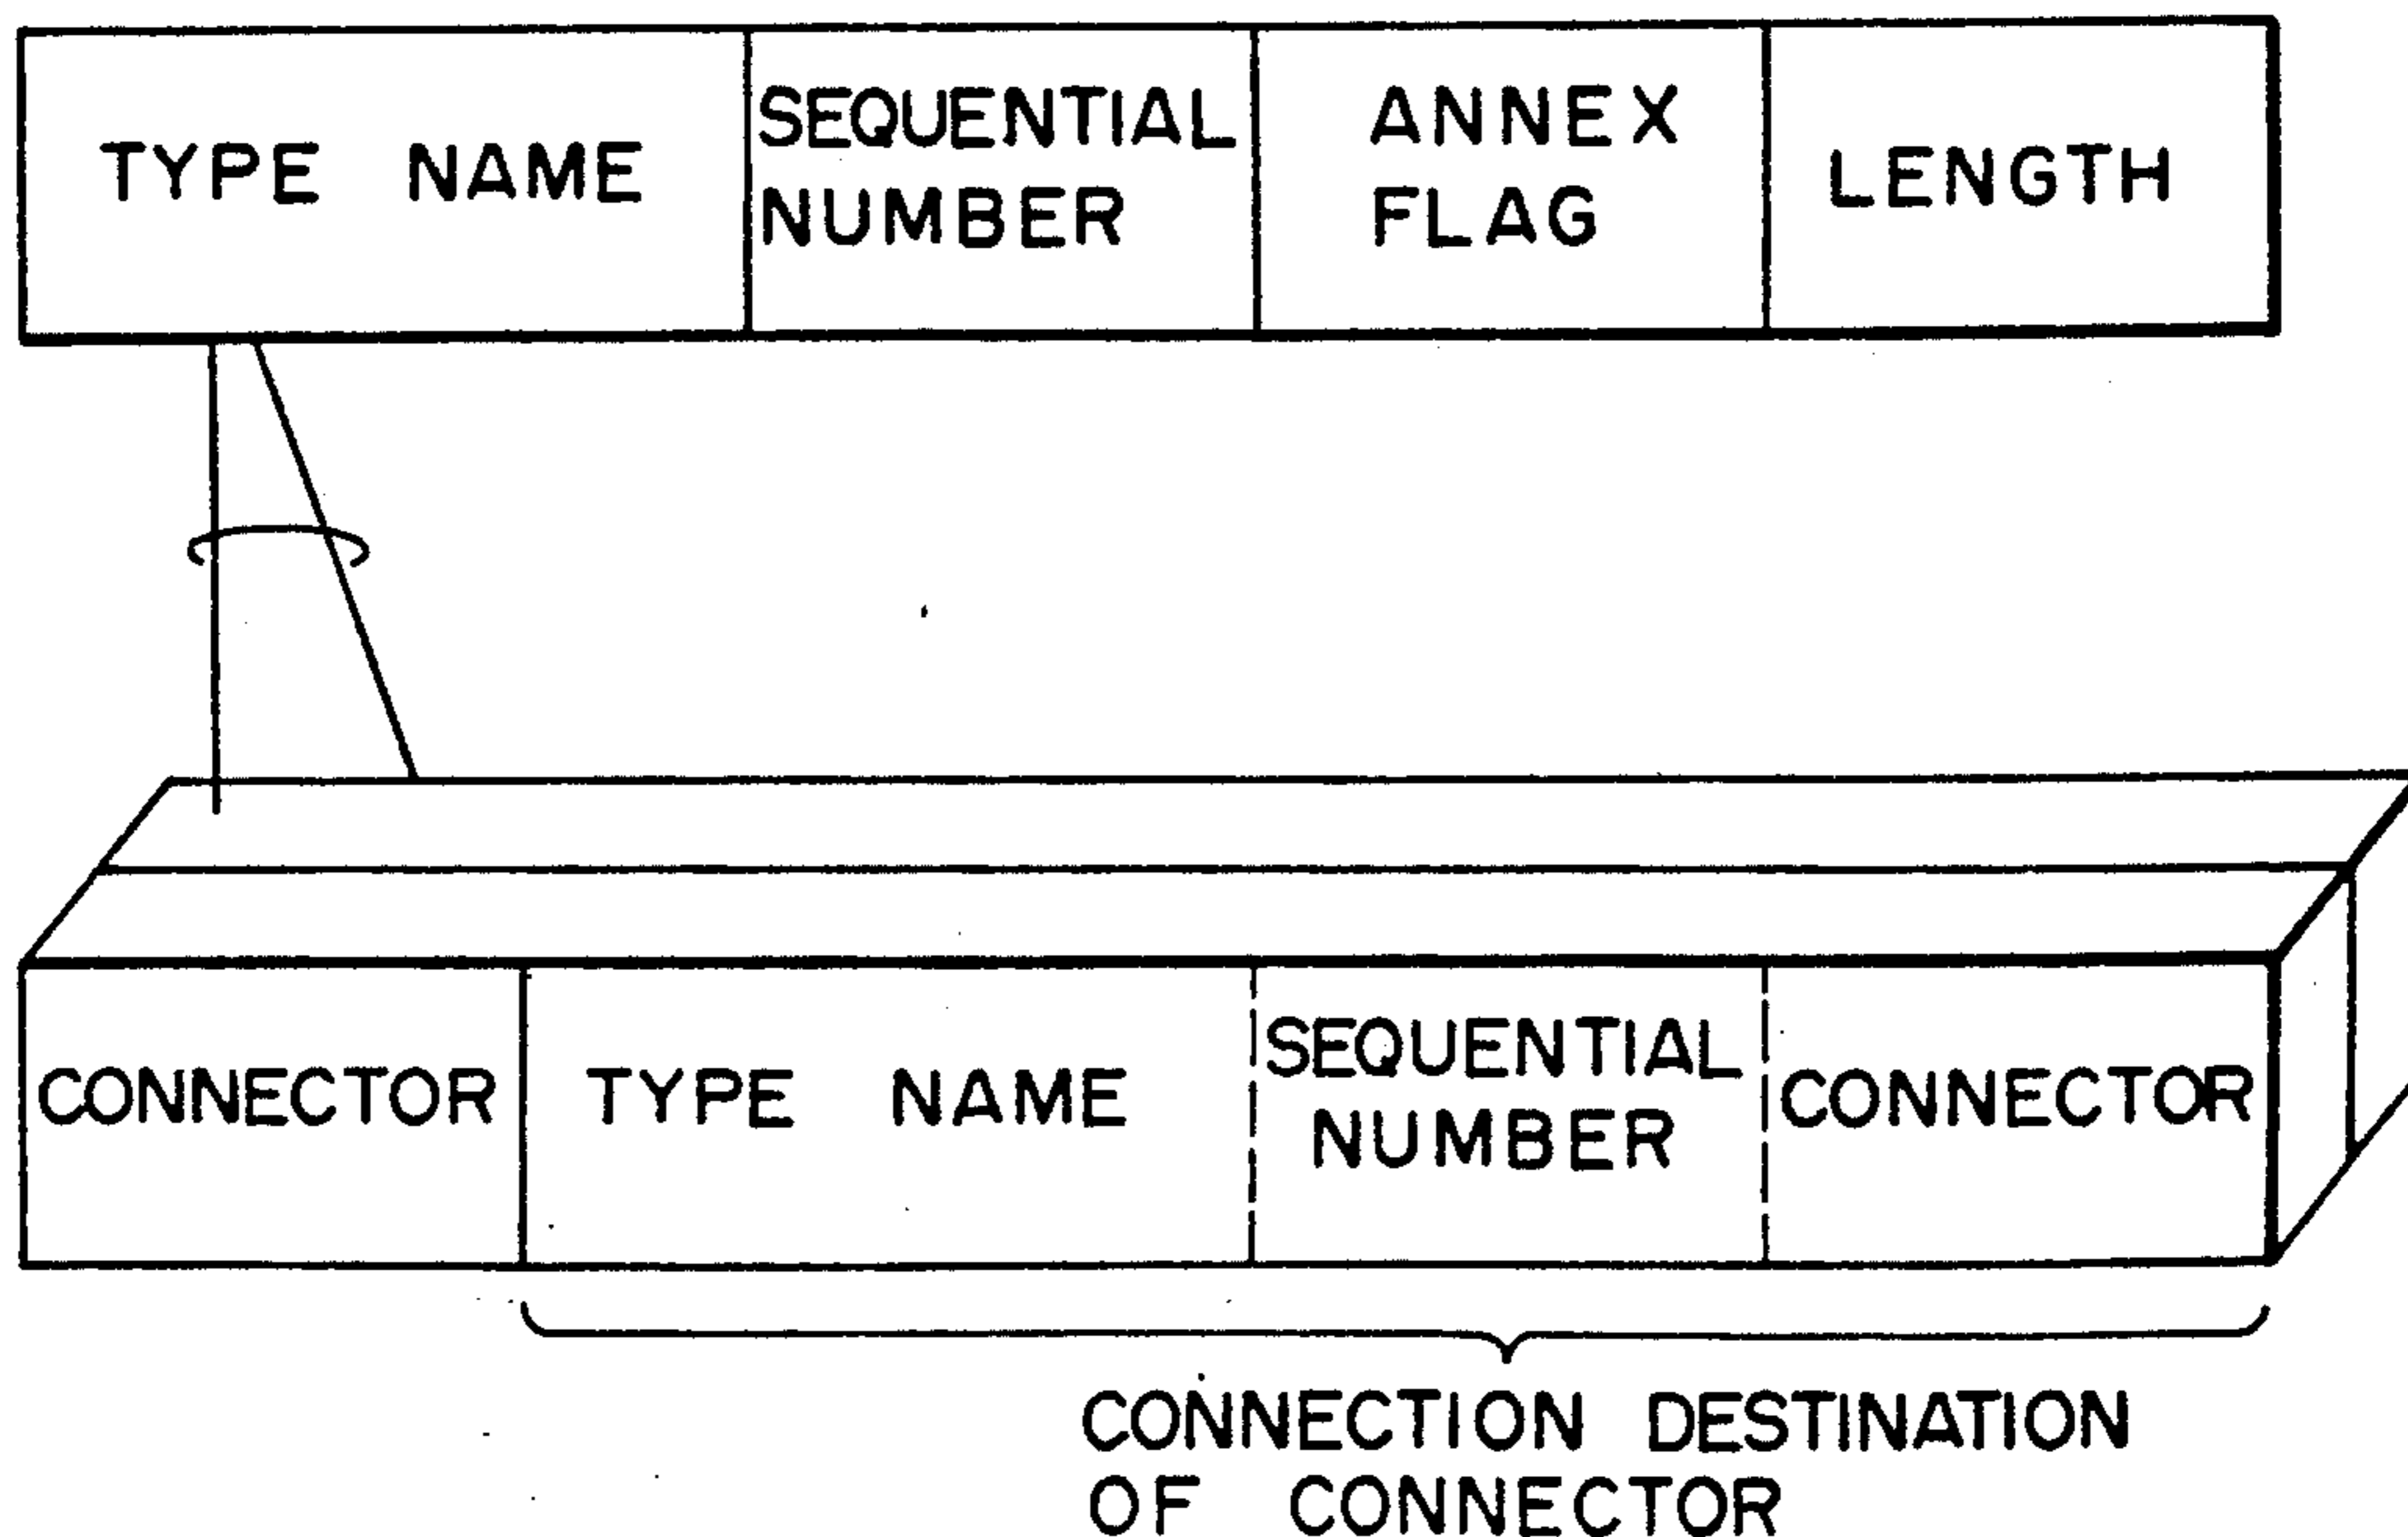 TYPE NAME
SEQUENTIAL
NUMBER
ANNEX
FLAG
LENGTH
CONNECTOR
TYPE NAME
SEQUENTIAL
NUMBER
CONNECTOR
CONNECTION DESTINATION
OF CONNECTOR